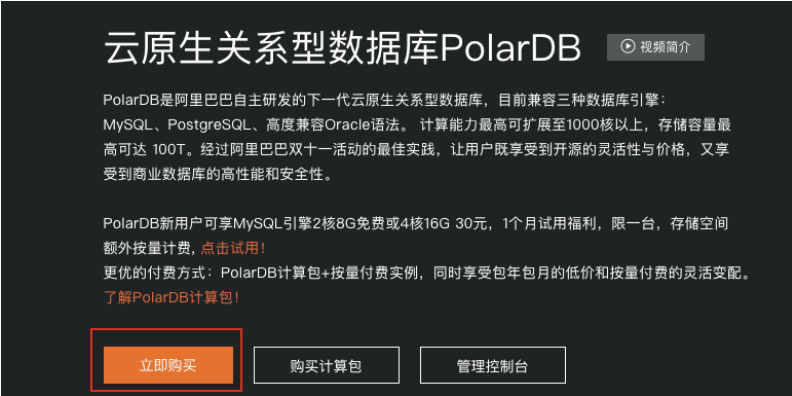 云原生关系型数据库PolarDB
视频简介
PolarDB是阿里巴巴自主研发的下一代云原生关系型数据库，目前兼容三种数据库引擎：
MySQL、PostgreSQL、高度兼容Oracle语法。 计算能力最高可扩展至1000核以上，存储容量最
高可达 100T。经过阿里巴巴双十一活动的最佳实践，让用户既享受到开源的灵活性与价格，又享
受到商业数据库的高性能和安全性。
PolarDB新用户可享MySQL引擎2核8G免费或4核16G 30元，1个月试用福利，限一台，存储空间
额外按量计费, 点击试用！
更优的付费方式：PolarDB计算包+按量付费实例，同时享受包年包月的低价和按量付费的灵活变配。
了解PolarDB计算包！
立即购买
购买计算包
管理控制台